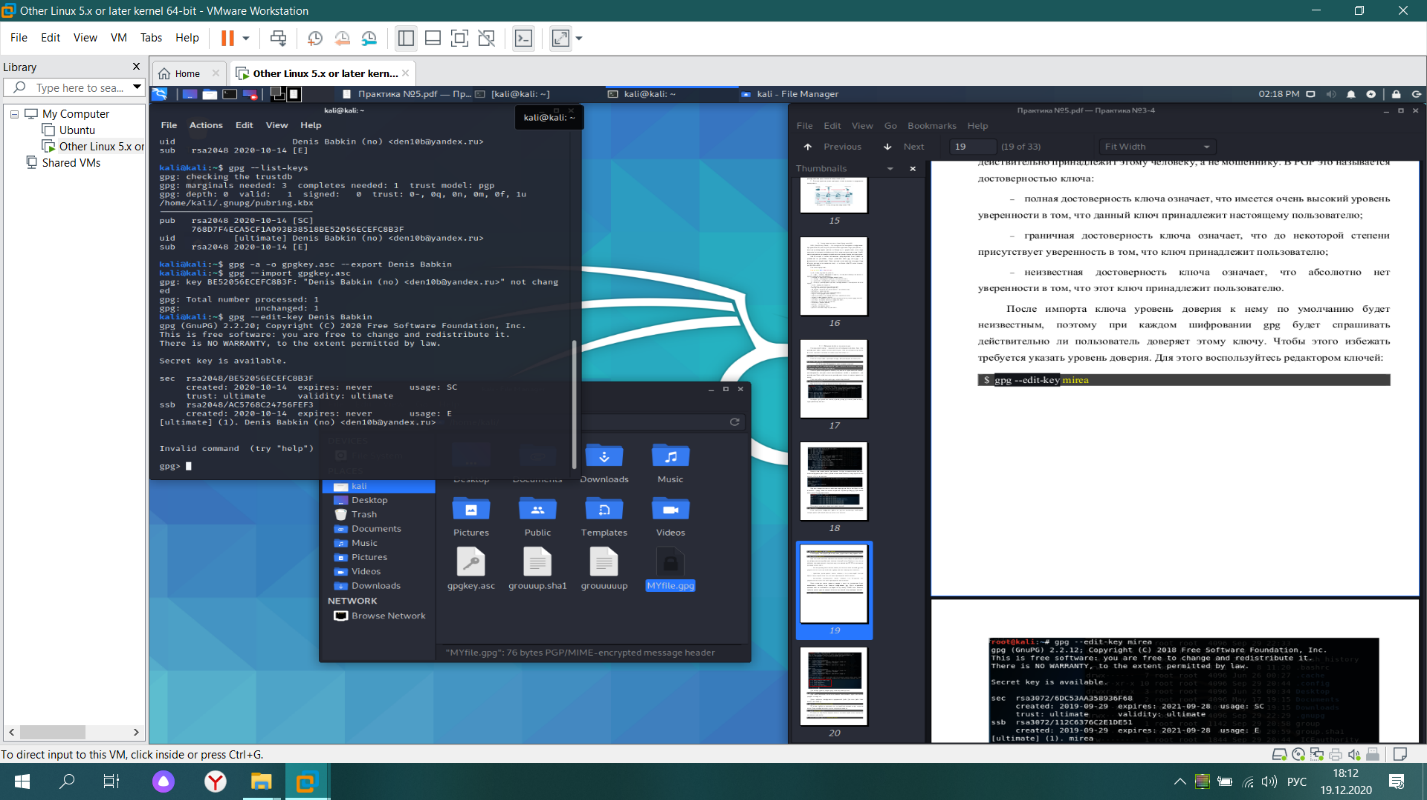 Other Linux 5.x or later kernel 64-bit - VMware Workstation
File Edit View VM Tabs Help
Library
Type here to sea...
My Computer
Ubuntu
Other Linux 5.x or
Shared VMs
Home
Other Linux 5.x or later kern...
Практика №5.pdf — Пр...
[kali@kali: ~]
kali@kali: ~
kali - File Manager
02:18 PM
kali@kali: ~
kali@kali: ~
File Actions Edit View Help
uid Denis Babkin (no) <den10b@yandex.ru>
sub rsa2048 2020-10-14 [E]
kali@kali:~$ gpg --list-keys
gpg: checking the trustdb
gpg: marginals needed: 3 completes needed: 1 trust model: pgp
gpg: depth: 0 valid: 1 signed: 0 trust: 0-, 0q, 0n, 0m, 0f, 1u
/home/kali/.gnupg/pubring.kbx
pub rsa2048 2020-10-14 [SC]
768D7F4ECA5CF1A093B38518BE52056ECEFC8B3F
uid [ultimate] Denis Babkin (no) <den10b@yandex.ru>
sub rsa2048 2020-10-14 [E]
kali@kali:~$ gpg -a -o gpgkey.asc --export Denis Babkin
kali@kali:~$ gpg --import gpgkey.asc
gpg: key BE52056ECEFC8B3F: "Denis Babkin (no) <den10b@yandex.ru>" not chang
ed
gpg: Total number processed: 1
gpg: unchanged: 1
kali@kali:~$ gpg --edit-key Denis Babkin
gpg (GnuPG) 2.2.20; Copyright (C) 2020 Free Software Foundation, Inc.
This is free software: you are free to change and redistribute it.
There is NO WARRANTY, to the extent permitted by law.
Secret key is available.
sec rsa2048/BE52056ECEFC8B3F
created: 2020-10-14 expires: never usage: SC
trust: ultimate validity: ultimate
ssb rsa2048/AC5768C24756FEF3
created: 2020-10-14 expires: never usage: E
[ultimate] (1). Denis Babkin (no) <den10b@yandex.ru>
Invalid command (try "help")
gpg>
kali
Desktop
Trash
Documents
Music
Pictures
Videos
Downloads
NETWORK
Browse Network
Desktop Documents Downloads Music
Pictures Public Templates Videos
gpgkey.asc grouuup.sha1 grouuuuup MYfile.gpg
"MYfile.gpg": 76 bytes PGP/MIME-encrypted message header
Практика №5.pdf — Практика №3-4
File Edit View Go Bookmarks Help
Previous Next 19 (19 of 33) Fit Width
Thumbnails
15
16
17
18
19
20
действительно принадлежит этому человеку, а не мошеннику. В PGP это называется
достоверностью ключа:
– полная достоверность ключа означает, что имеется очень высокий уровень
уверенности в том, что данный ключ принадлежит настоящему пользователю;
– граничная достоверность ключа означает, что до некоторой степени
присутствует уверенность в том, что ключ принадлежит пользователю;
– неизвестная достоверность ключа означает, что абсолютно нет
уверенности в том, что этот ключ принадлежит пользователю.
После импорта ключа уровень доверия к нему по умолчанию будет
неизвестным, поэтому при каждом шифровании gpg будет спрашивать
действительно ли пользователь доверяет этому ключу. Чтобы этого избежать
требуется указать уровень доверия. Для этого воспользуйтесь редактором ключей:
$ gpg --edit-key mirea
root@kali:~# gpg --edit-key mirea
gpg (GnuPG) 2.2.12; Copyright (C) 2018 Free Software Foundation, Inc.
This is free software: you are free to change and redistribute it.
There is NO WARRANTY, to the extent permitted by law.
Secret key is available.
sec rsa3072/6DC53AA358936F68
created: 2019-09-29 expires: 2021-09-28 usage: SC
trust: ultimate validity: ultimate
ssb rsa3072/112C6376C2E1DE51
created: 2019-09-29 expires: 2021-09-28 usage: E
[ultimate] (1). mirea
To direct input to this VM, click inside or press Ctrl+G.
РУС
18:12
19.12.2020